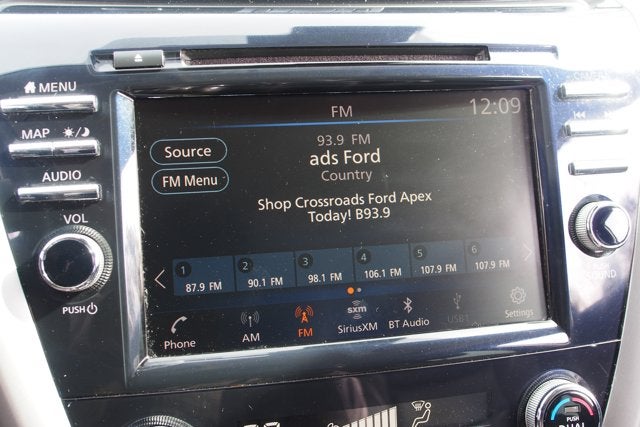 MENU
MAP
AUDIO
VOL
PUSH
FM
12:09
93.9 FM
ads Ford
Country
Source
FM Menu
Shop Crossroads Ford Apex
Today! B93.9
1 2 3 4 5 6
87.9 FM 90.1 FM 98.1 FM 106.1 FM 107.9 FM 107.9 FM
sxm
Phone AM FM SiriusXM BT Audio USB1 Settings
CAMERA
SOUND
PUSH